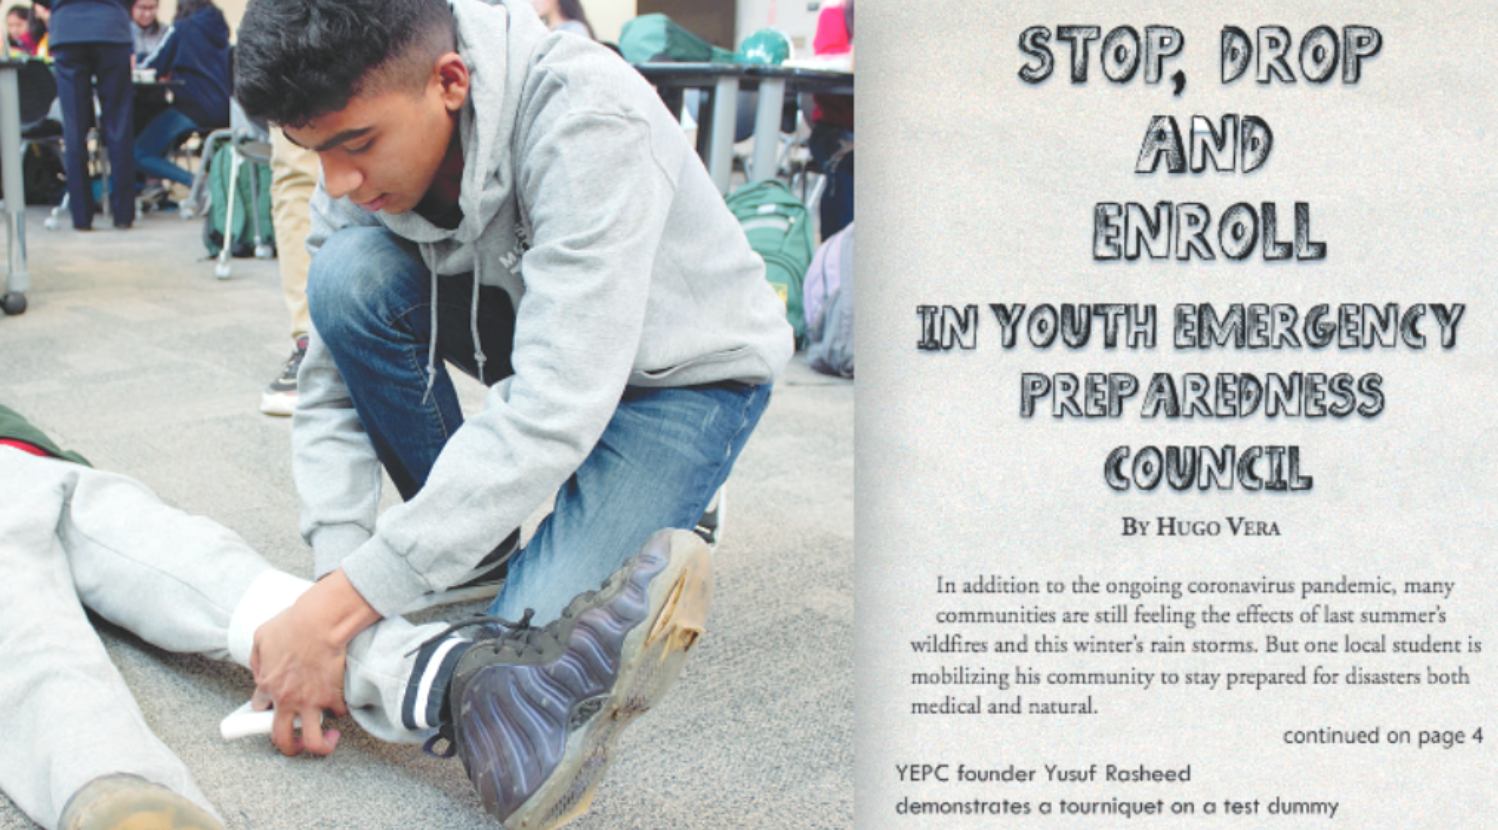 STOP, DROP
AND
ENROLL
IN YOUTH EMERGENCY
PREPAREDNESS
COUNCIL
BY HUGO VERA
In addition to the ongoing coronavirus pandemic, many
communities are still feeling the effects of last summer's
wildfires and this winter's rain storms. But one local student is
mobilizing his community to stay prepared for disasters both
medical and natural.
continued on page 4
YEPC founder Yusuf Rasheed
demonstrates a tourniquet on a test dummy